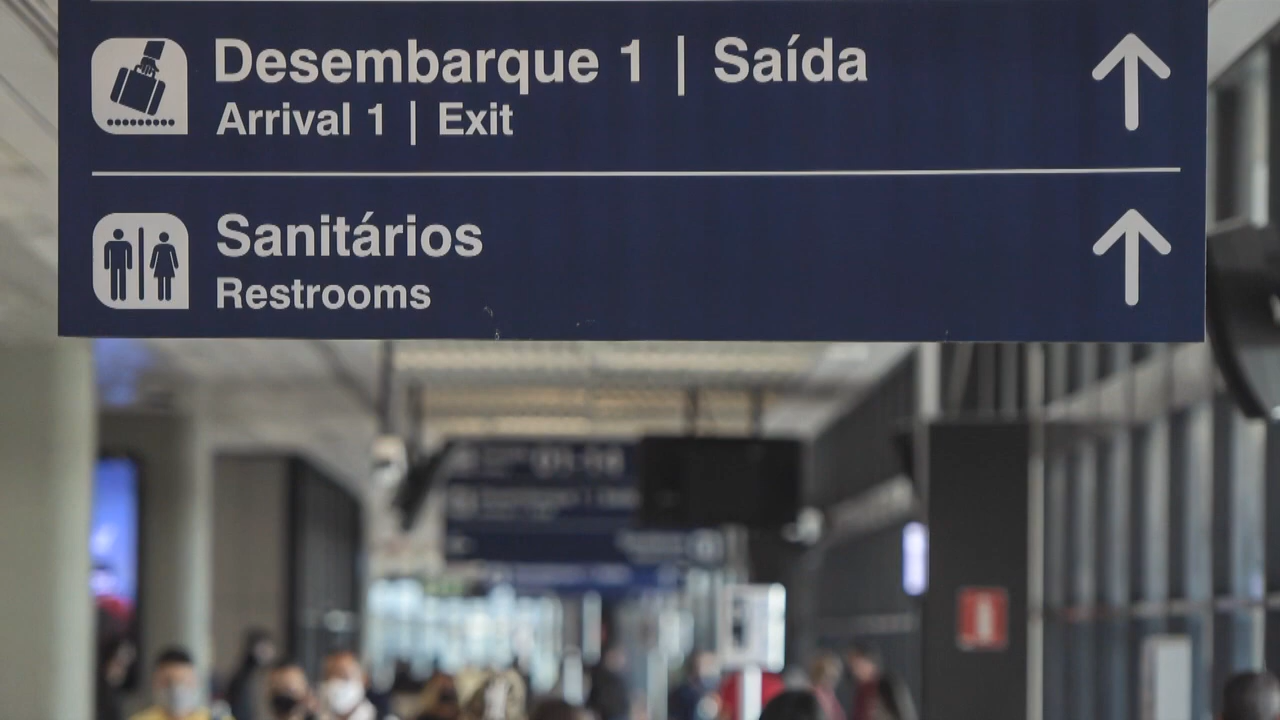 Desembarque 1 | Saída
Arrival 1 | Exit
Sanitários
Restrooms